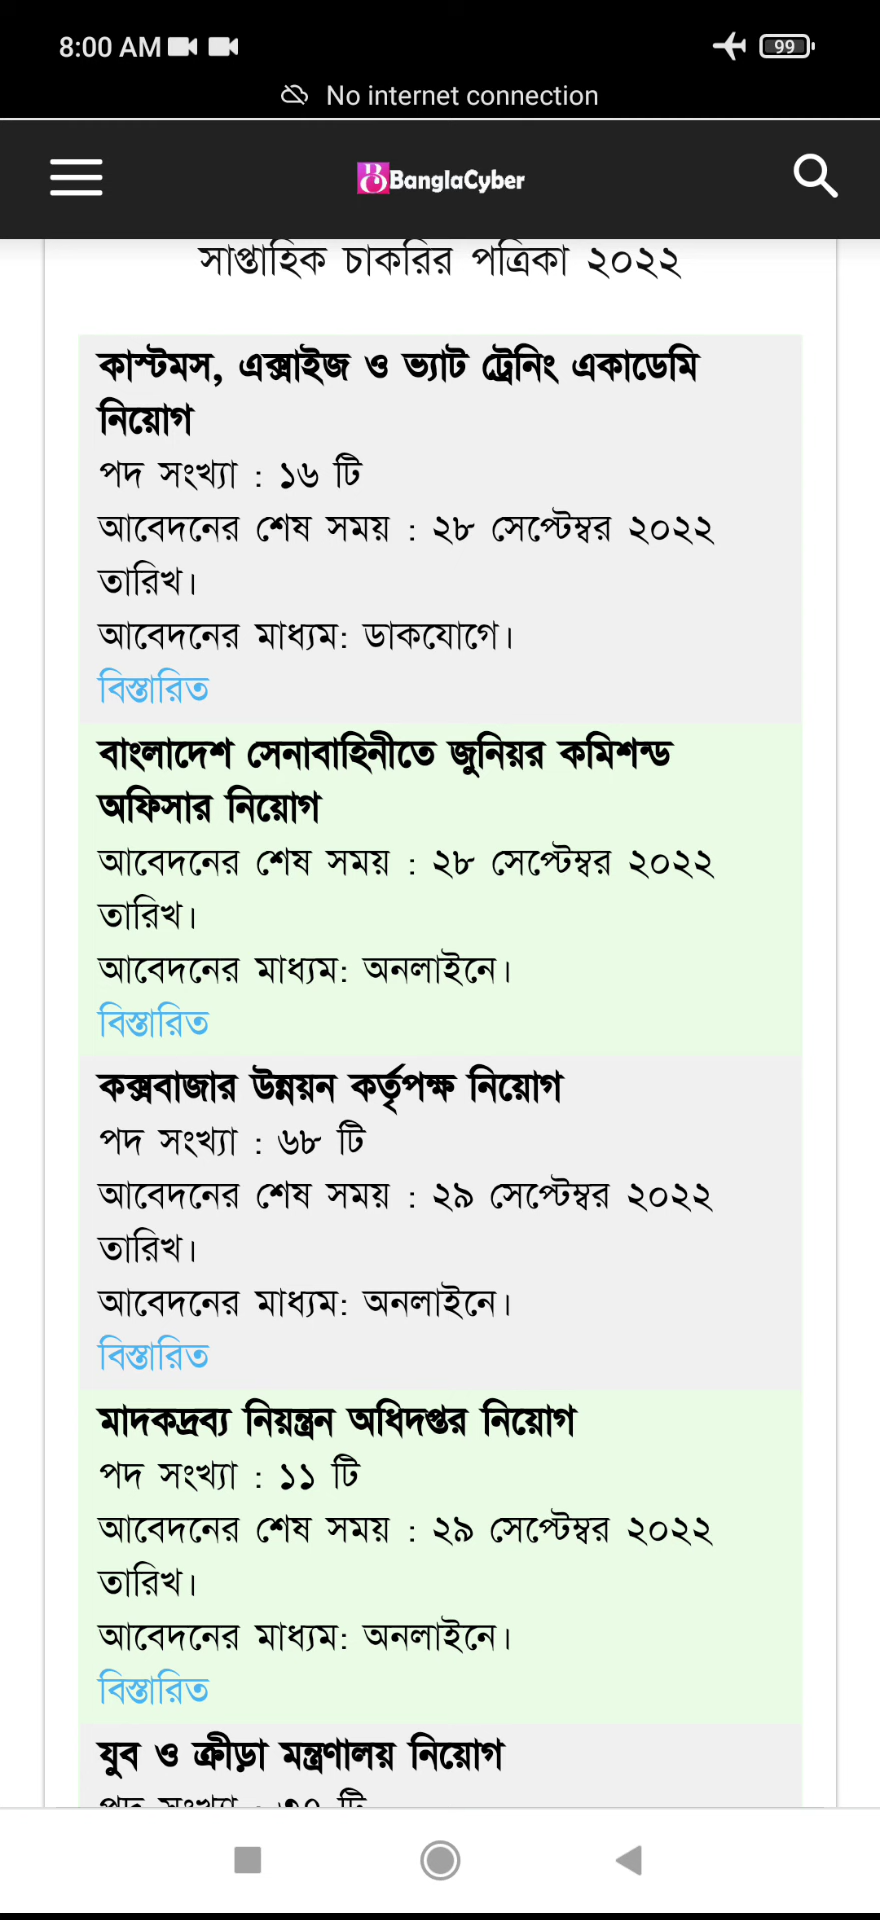 8:00 AM
99
No internet connection
BanglaCyber
সাপ্তাহিক চাকরির পত্রিকা ২০২২
কাস্টমস, এক্সাইজ ও ভ্যাট ট্রেনিং একাডেমি
নিয়োগ
পদ সংখ্যা : ১৬ টি
আবেদনের শেষ সময় : ২৮ সেপ্টেম্বর ২০২২
তারিখ।
আবেদনের মাধ্যম: ডাকযোগে।
বিস্তারিত
বাংলাদেশ সেনাবাহিনীতে জুনিয়র কমিশন্ড
অফিসার নিয়োগ
আবেদনের শেষ সময় : ২৮ সেপ্টেম্বর ২০২২
তারিখ।
আবেদনের মাধ্যম: অনলাইনে।
বিস্তারিত
কক্সবাজার উন্নয়ন কর্তৃপক্ষ নিয়োগ
পদ সংখ্যা : ৬৮ টি
আবেদনের শেষ সময় : ২৯ সেপ্টেম্বর ২০২২
তারিখ।
আবেদনের মাধ্যম: অনলাইনে।
বিস্তারিত
মাদকদ্রব্য নিয়ন্ত্রন অধিদপ্তর নিয়োগ
পদ সংখ্যা : ১১ টি
আবেদনের শেষ সময় : ২৯ সেপ্টেম্বর ২০২২
তারিখ।
আবেদনের মাধ্যম: অনলাইনে।
বিস্তারিত
যুব ও ক্রীড়া মন্ত্রণালয় নিয়োগ
পদ সংখ্যা :